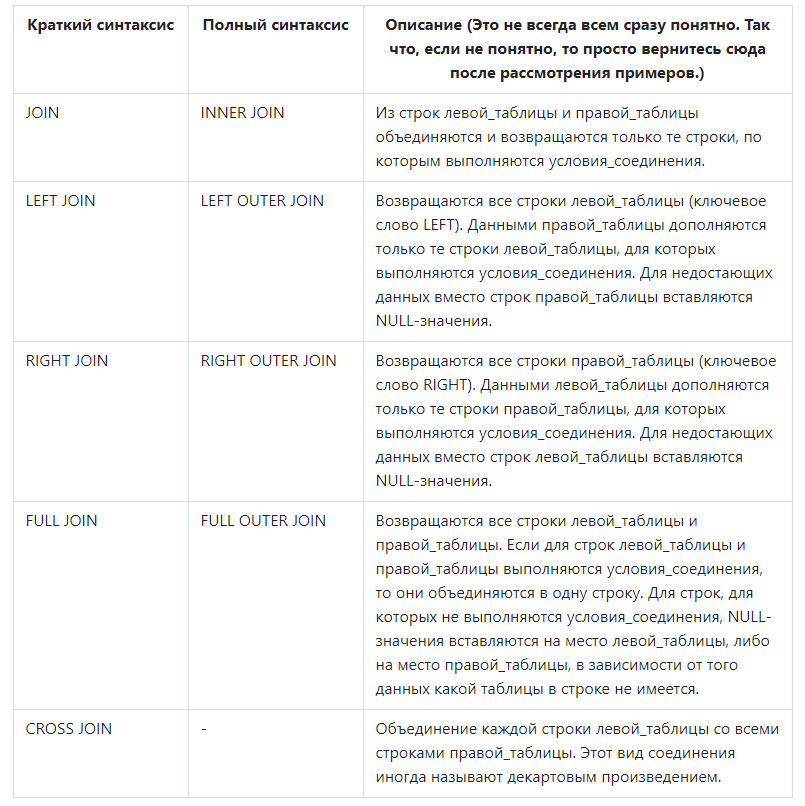 Краткий синтаксис
Полный синтаксис
Описание (Это не всегда всем сразу понятно. Так
что, если не понятно, то просто вернитесь сюда
после рассмотрения примеров.)
JOIN
INNER JOIN
Из строк левой_таблицы и правой_таблицы
объединяются и возвращаются только те строки, по
которым выполняются условия_соединения.
LEFT JOIN
LEFT OUTER JOIN
Возвращаются все строки левой_таблицы (ключевое
слово LEFT). Данными правой_таблицы дополняются
только те строки левой_таблицы, для которых
выполняются условия_соединения. Для недостающих
данных вместо строк правой_таблицы вставляются
NULL-значения.
RIGHT JOIN
RIGHT OUTER JOIN
Возвращаются все строки правой_таблицы (ключевое
слово RIGHT). Данными левой_таблицы дополняются
только те строки правой_таблицы, для которых
выполняются условия_соединения. Для недостающих
данных вместо строк левой_таблицы вставляются
NULL-значения.
FULL JOIN
FULL OUTER JOIN
Возвращаются все строки левой_таблицы и
правой_таблицы. Если для строк левой_таблицы и
правой_таблицы выполняются условия_соединения,
то они объединяются в одну строку. Для строк, для
которых не выполняются условия_соединения, NULL-
значения вставляются на место левой_таблицы, либо
на место правой_таблицы, в зависимости от того
данных какой таблицы в строке не имеется.
CROSS JOIN
-
Объединение каждой строки левой_таблицы со всеми
строками правой_таблицы. Этот вид соединения
иногда называют декартовым произведением.